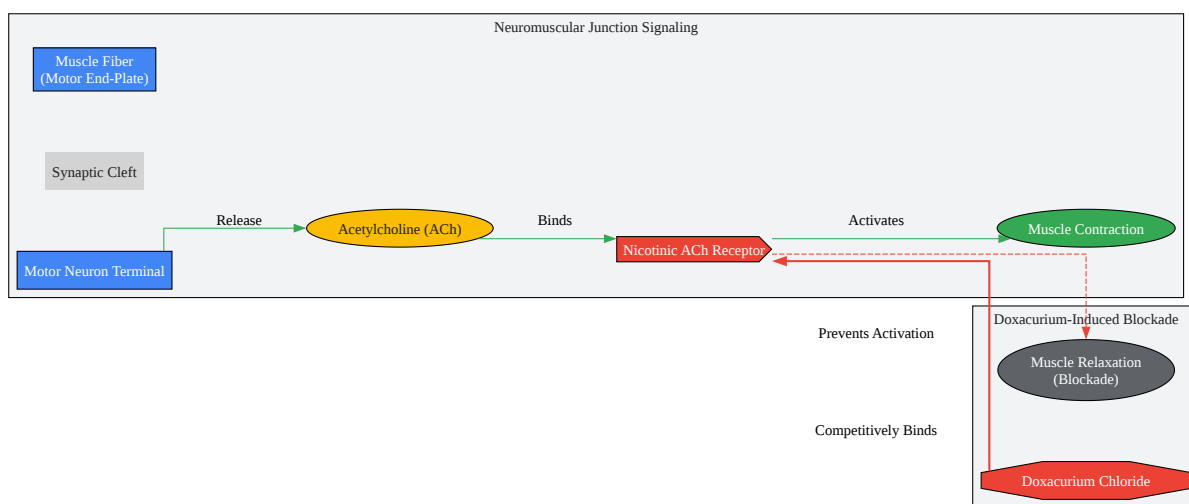 Neuromuscular Junction Signaling
Muscle Fiber
(Motor End-Plate)
Synaptic Cleft
Release
Binds
Activates
Acetylcholine (ACh)
Muscle Contraction
Nicotinic ACh Receptor
Motor Neuron Terminal
Doxacurium-Induced Blockade
Prevents Activation
Muscle Relaxation
(Blockade)
Competitively Binds
Doxacurium Chloride